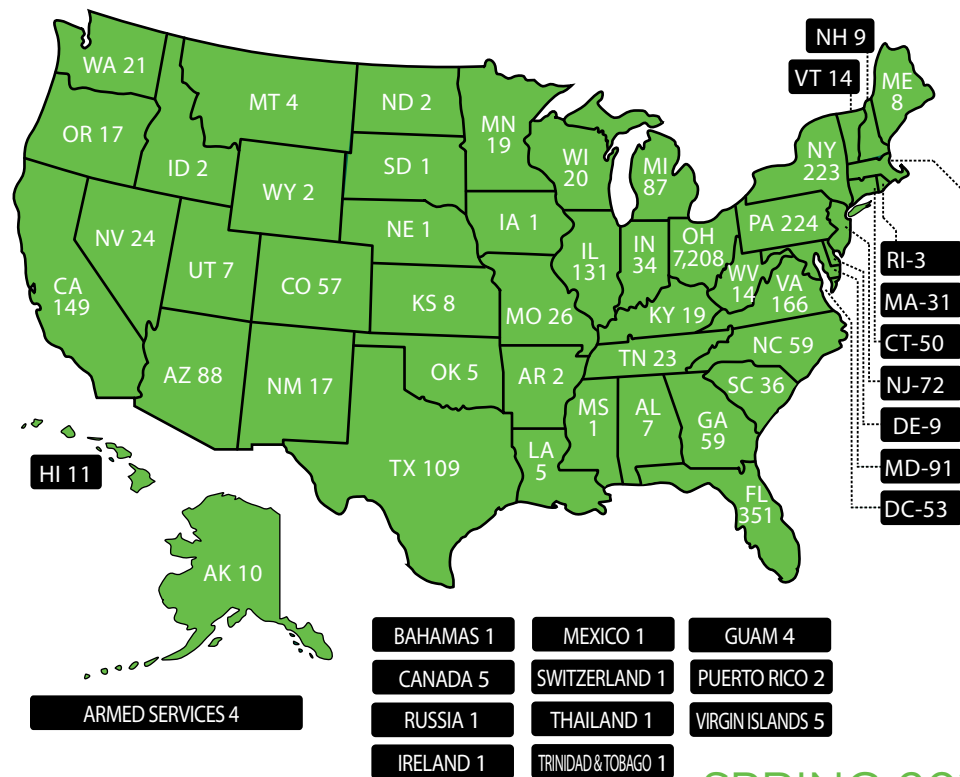 NH 9
VT 14
WA 21
MT 4
ND 2
MN
19
ME
8
OR 17
ID 2
WY 2
SD 1
WI
20
MI
87
NY
223
NV 24
UT 7
CO 57
NE 1
IA 1
IL
131
IN
34
OH
7,208
PA 224
WV
14
VA
166
CA
149
KS 8
MO 26
KY 19
NC 59
AZ 88
NM 17
OK 5
AR 2
TN 23
SC 36
MS
1
AL
7
GA
59
TX 109
LA
5
FL
351
RI-3
MA-31
CT-50
NJ-72
DE-9
MD-91
DC-53
HI 11
AK 10
ARMED SERVICES 4
BAHAMAS 1
MEXICO 1
GUAM 4
CANADA 5
SWITZERLAND 1
PUERTO RICO 2
RUSSIA 1
THAILAND 1
VIRGIN ISLANDS 5
IRELAND 1
TRINIDAD & TOBAGO 1
SPRING